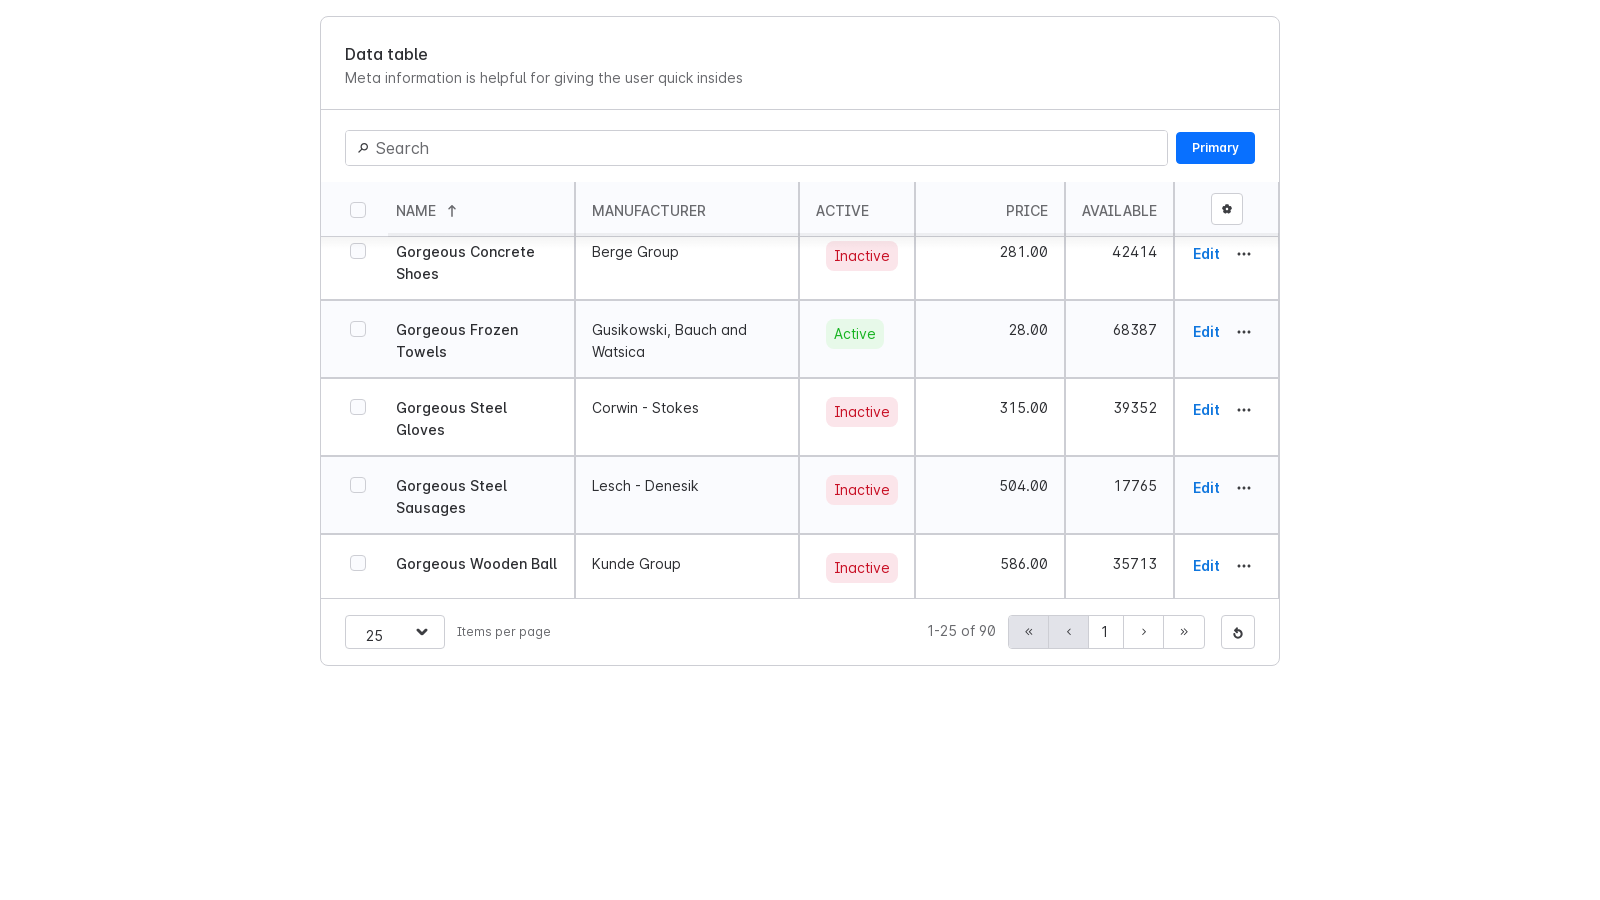 Data table
Meta information is helpful for giving the user quick insides
Search
Primary
NAME MANUFACTURER ACTIVE PRICE AVAILABLE
Gorgeous Concrete Berge Group Inactive 281.00 42414 Edit
Shoes
Gorgeous Frozen Gusikowski, Bauch and Active 28.00 68387 Edit
Towels Watsica
Gorgeous Steel Corwin - Stokes Inactive 315.00 39352 Edit
Gloves
Gorgeous Steel Lesch - Denesik Inactive 504.00 17765 Edit
Sausages
Gorgeous Wooden Ball Kunde Group Inactive 586.00 35713 Edit
25 Items per page 1-25 of 90 « ‹ 1 › »